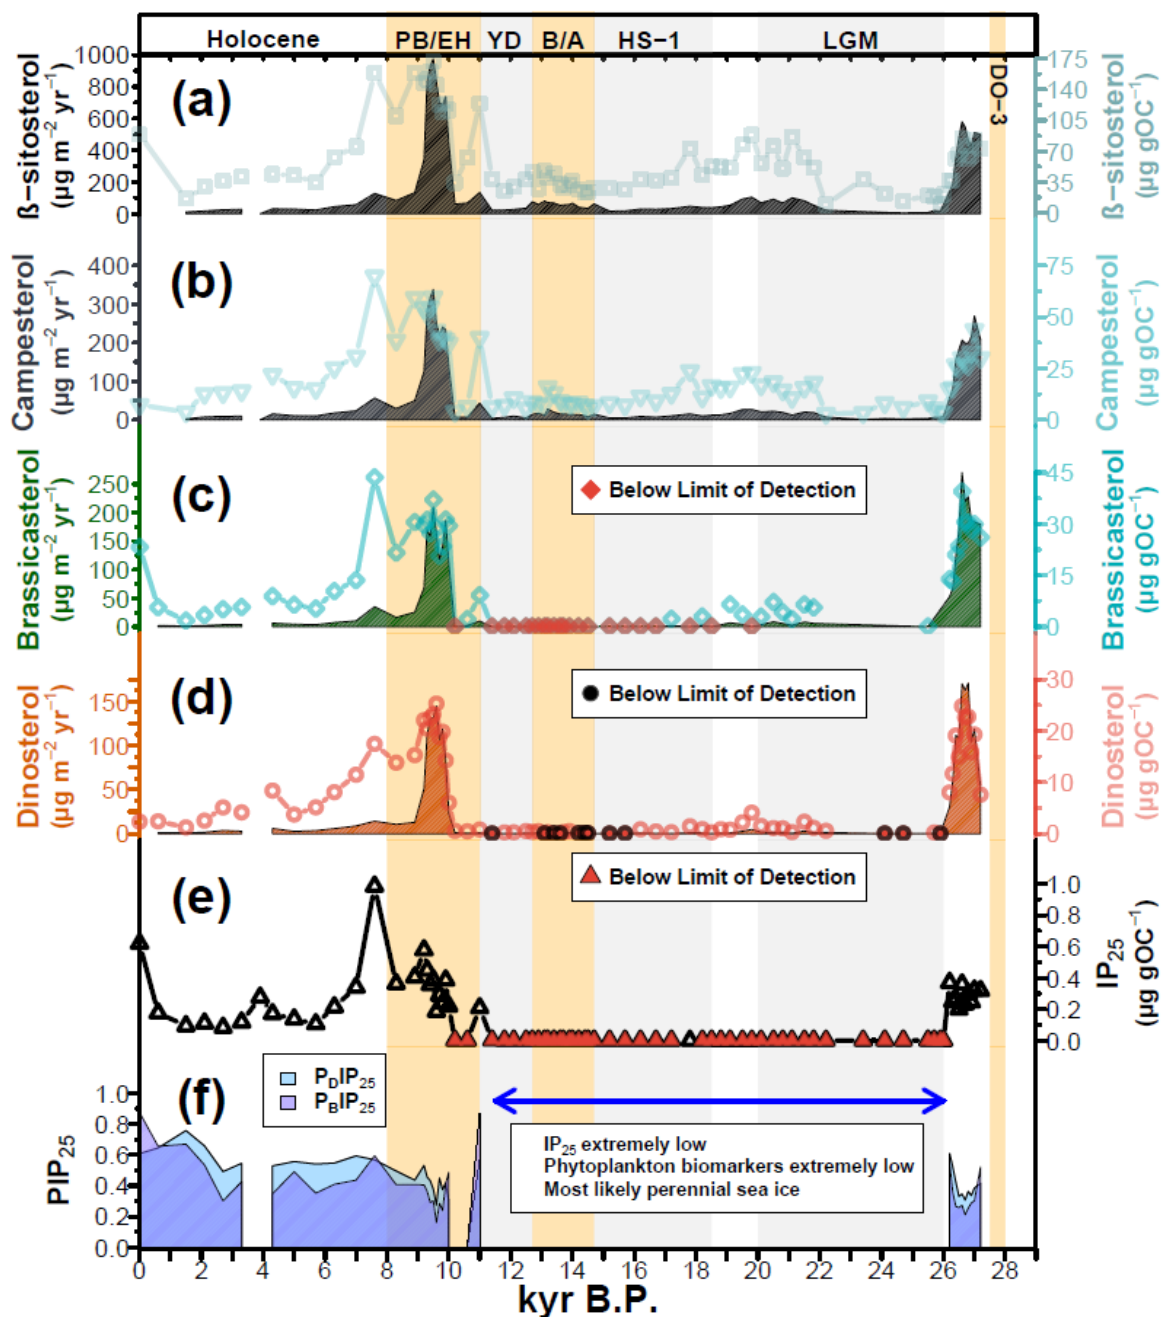 Holocene PB/EH YD B/A HS−1 LGM
DO−3
(a)
ß−sitosterol
(µg m−2 yr−1)
1000
800
600
400
200
0
175
140
105
70
35
0
ß−sitosterol
(µg gOC−1)
(b)
Campesterol
(µg m−2 yr−1)
400
300
200
100
0
75
50
25
0
Campesterol
(µg gOC−1)
(c)
Brassicasterol
(µg m−2 yr−1)
250
200
150
100
50
0
Below Limit of Detection
45
30
15
0
Brassicasterol
(µg gOC−1)
(d)
Dinosterol
(µg m−2 yr−1)
150
100
50
0
Below Limit of Detection
30
20
10
0
Dinosterol
(µg gOC−1)
(e)
Below Limit of Detection
1.0
0.8
0.6
0.4
0.2
0.0
IP25
(µg gOC−1)
(f)
PIP25
1.0
0.8
0.6
0.4
0.2
0.0
PDIP25
PBIP25
IP25 extremely low
Phytoplankton biomarkers extremely low
Most likely perennial sea ice
0 2 4 6 8 10 12 14 16 18 20 22 24 26 28
kyr B.P.